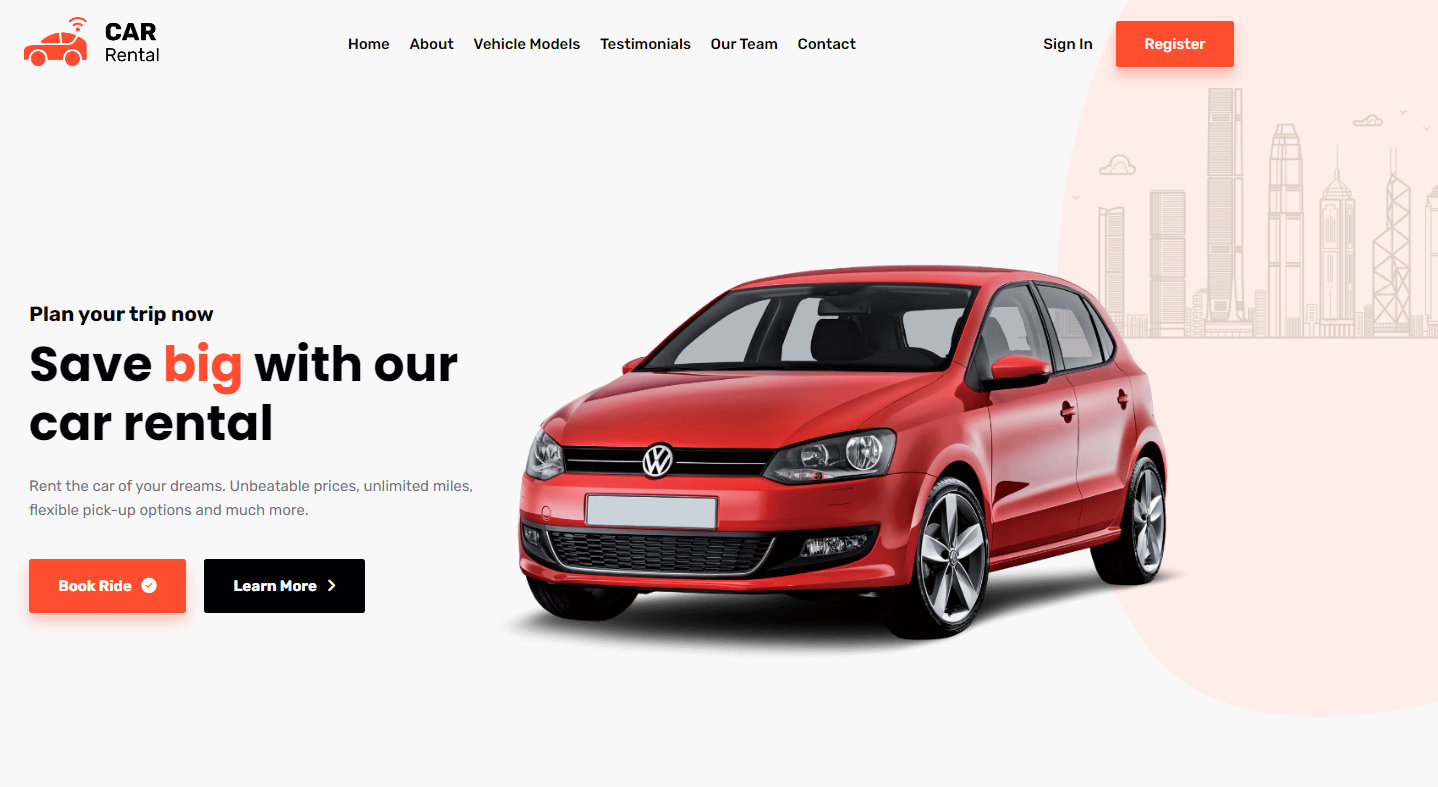 CAR
Rental
Home About Vehicle Models Testimonials Our Team Contact
Sign In Register
Plan your trip now
Save big with our
car rental
Rent the car of your dreams. Unbeatable prices, unlimited miles,
flexible pick-up options and much more.
Book Ride Learn More